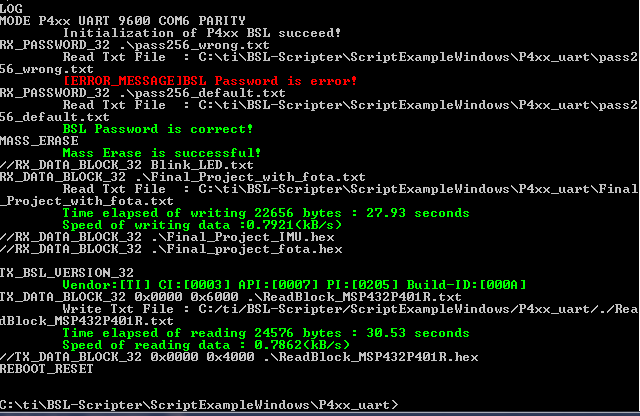 LOG
MODE P4xx UART 9600 COM6 PARITY
Initialization of P4xx BSL succeed!
RX_PASSWORD_32 .\pass256_wrong.txt
Read Txt File  : C:\ti\BSL-Scripter\ScriptExampleWindows\P4xx_uart\pass2
56_wrong.txt
[ERROR_MESSAGE]BSL Password is error!
RX_PASSWORD_32 .\pass256_default.txt
Read Txt File  : C:\ti\BSL-Scripter\ScriptExampleWindows\P4xx_uart\pass2
56_default.txt
BSL Password is correct!
MASS_ERASE
Mass Erase is successful!
//RX_DATA_BLOCK_32 Blink_LED.txt
RX_DATA_BLOCK_32 .\Final_Project_with_fota.txt
Read Txt File  : C:\ti\BSL-Scripter\ScriptExampleWindows\P4xx_uart\Final
_Project_with_fota.txt
Time elapsed of writing 22656 bytes : 27.93 seconds
Speed of writing data :0.7921(kB/s)
//RX_DATA_BLOCK_32 .\Final_Project_IMU.hex
//RX_DATA_BLOCK_32 .\Final_project_fota.hex
TX_BSL_VERSION_32
Vendor:[TI] CI:[0003] API:[0007] PI:[0205] Build-ID:[000A]
TX_DATA_BLOCK_32 0x0000 0x6000 .\ReadBlock_MSP432P401R.txt
Write Txt File : C:/ti/BSL-Scripter/ScriptExampleWindows/P4xx_uart/./Rea
dBlock_MSP432P401R.txt
Time elapsed of reading 24576 bytes : 30.53 seconds
Speed of reading data : 0.7862(kB/s)
//TX_DATA_BLOCK_32 0x0000 0x4000 .\ReadBlock_MSP432P401R.hex
REBOOT_RESET
C:\ti\BSL-Scripter\ScriptExampleWindows\P4xx_uart>